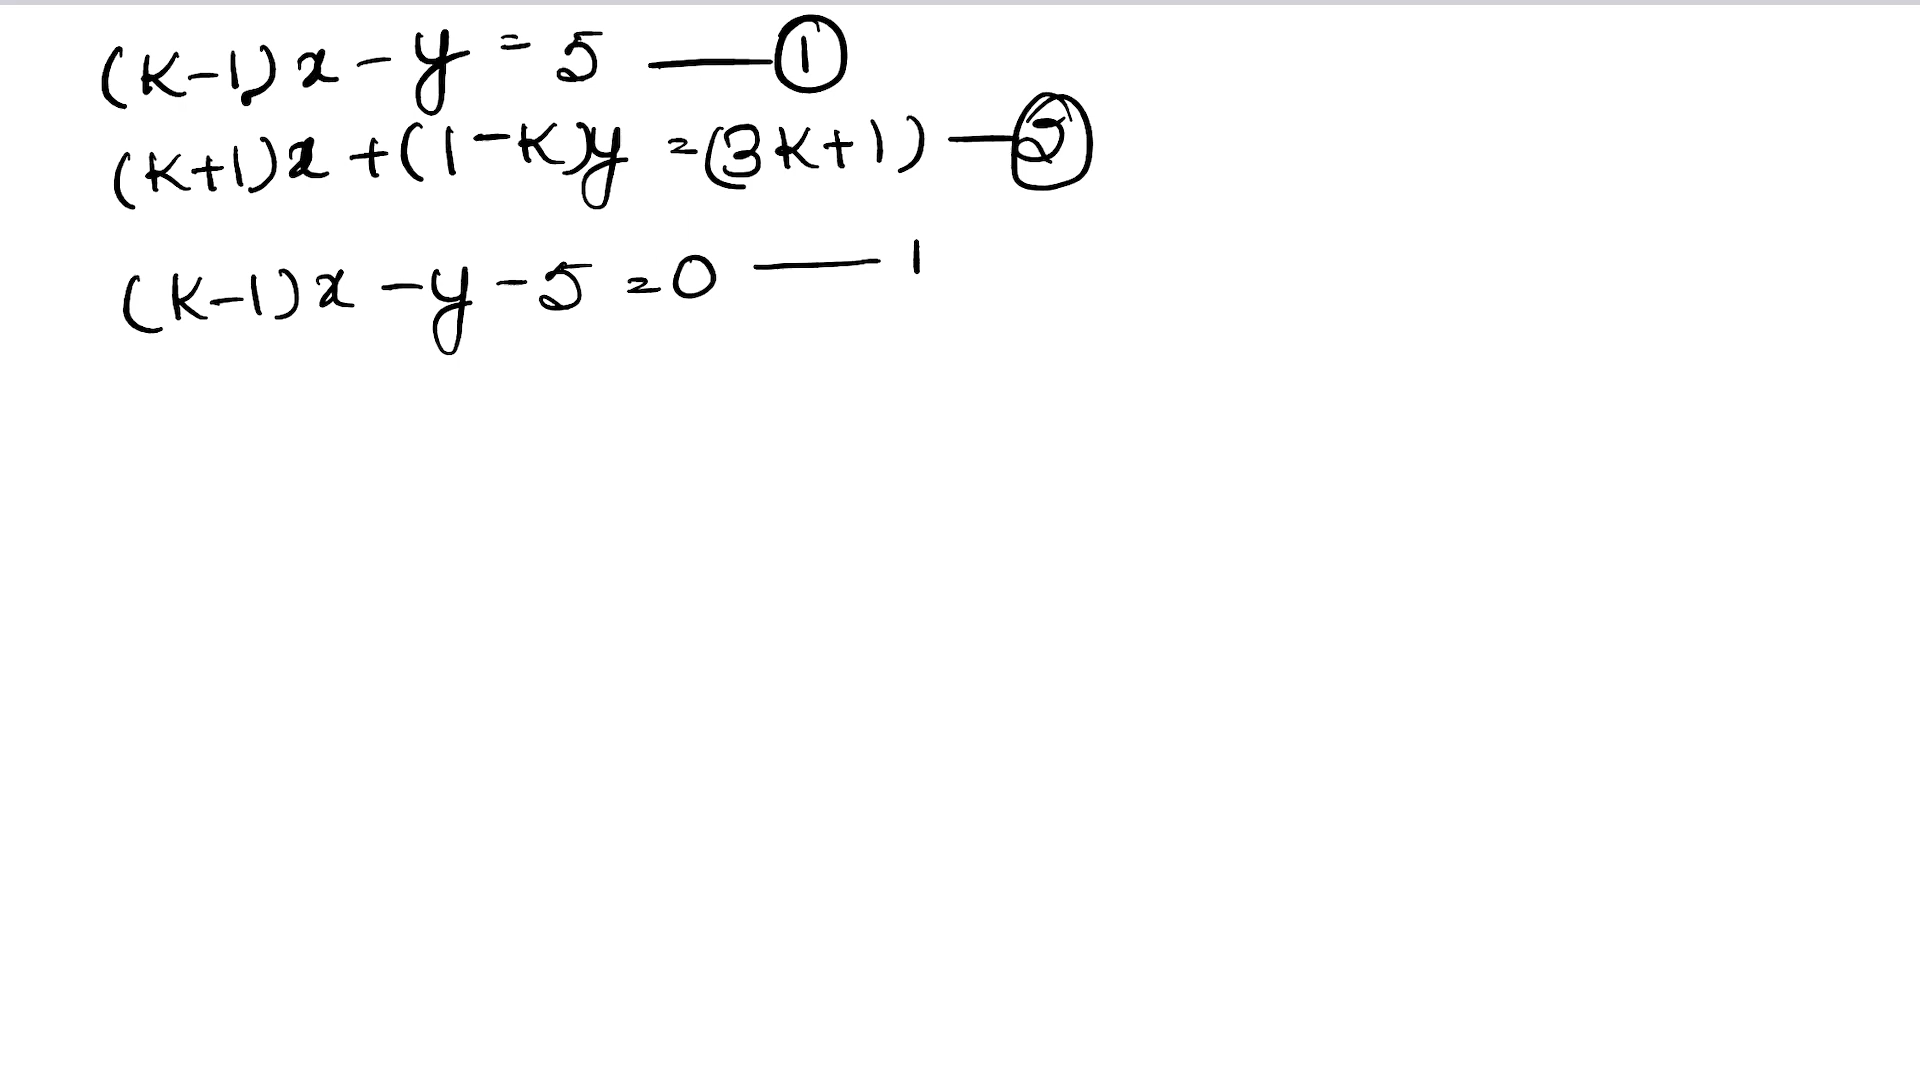 (K-1)x - y = 5 —— ①
(K+1)x + (1-K)y = (3K+1) — ②
(K-1)x - y - 5 = 0 —— 1